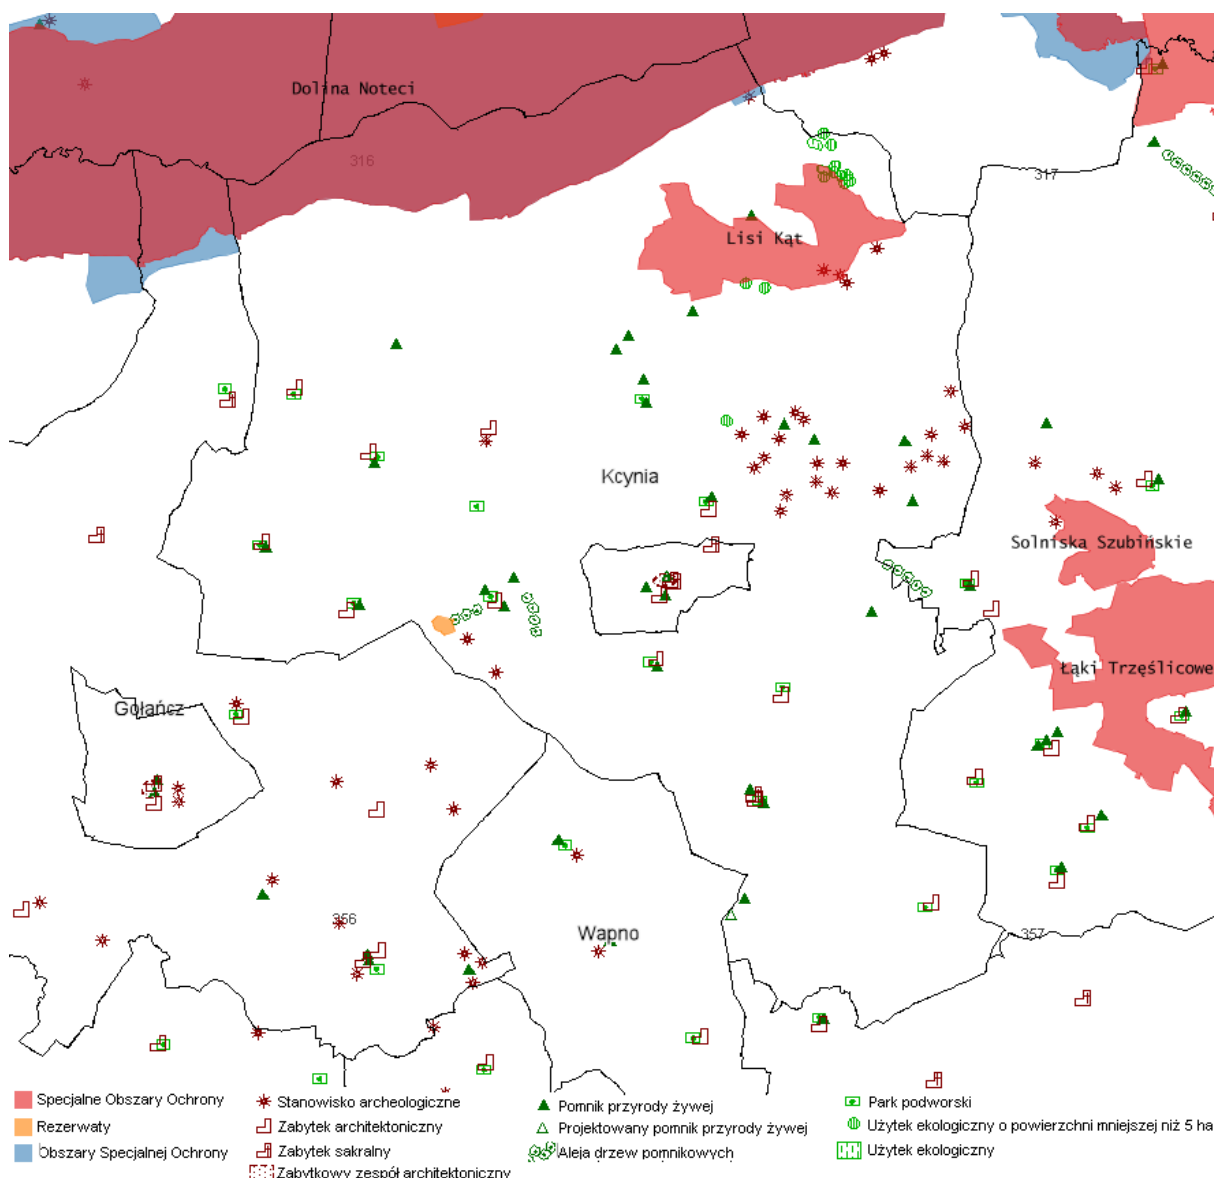 Dolina Noteci
316
317
Lisi Kąt
Kcynia
Solniska Szubińskie
Łąki Trzęślicowe
Gołańcz
356
Wapno
357
Specjalne Obszary Ochrony
Rezerwaty
Obszary Specjalnej Ochrony
Stanowisko archeologiczne
Zabytek architektoniczny
Zabytek sakralny
Zabytkowy zespół architektoniczny
Pomnik przyrody żywej
Projektowany pomnik przyrody żywej
Aleja drzew pomnikowych
Park podworski
Użytek ekologiczny o powierzchni mniejszej niż 5 ha
Użytek ekologiczny